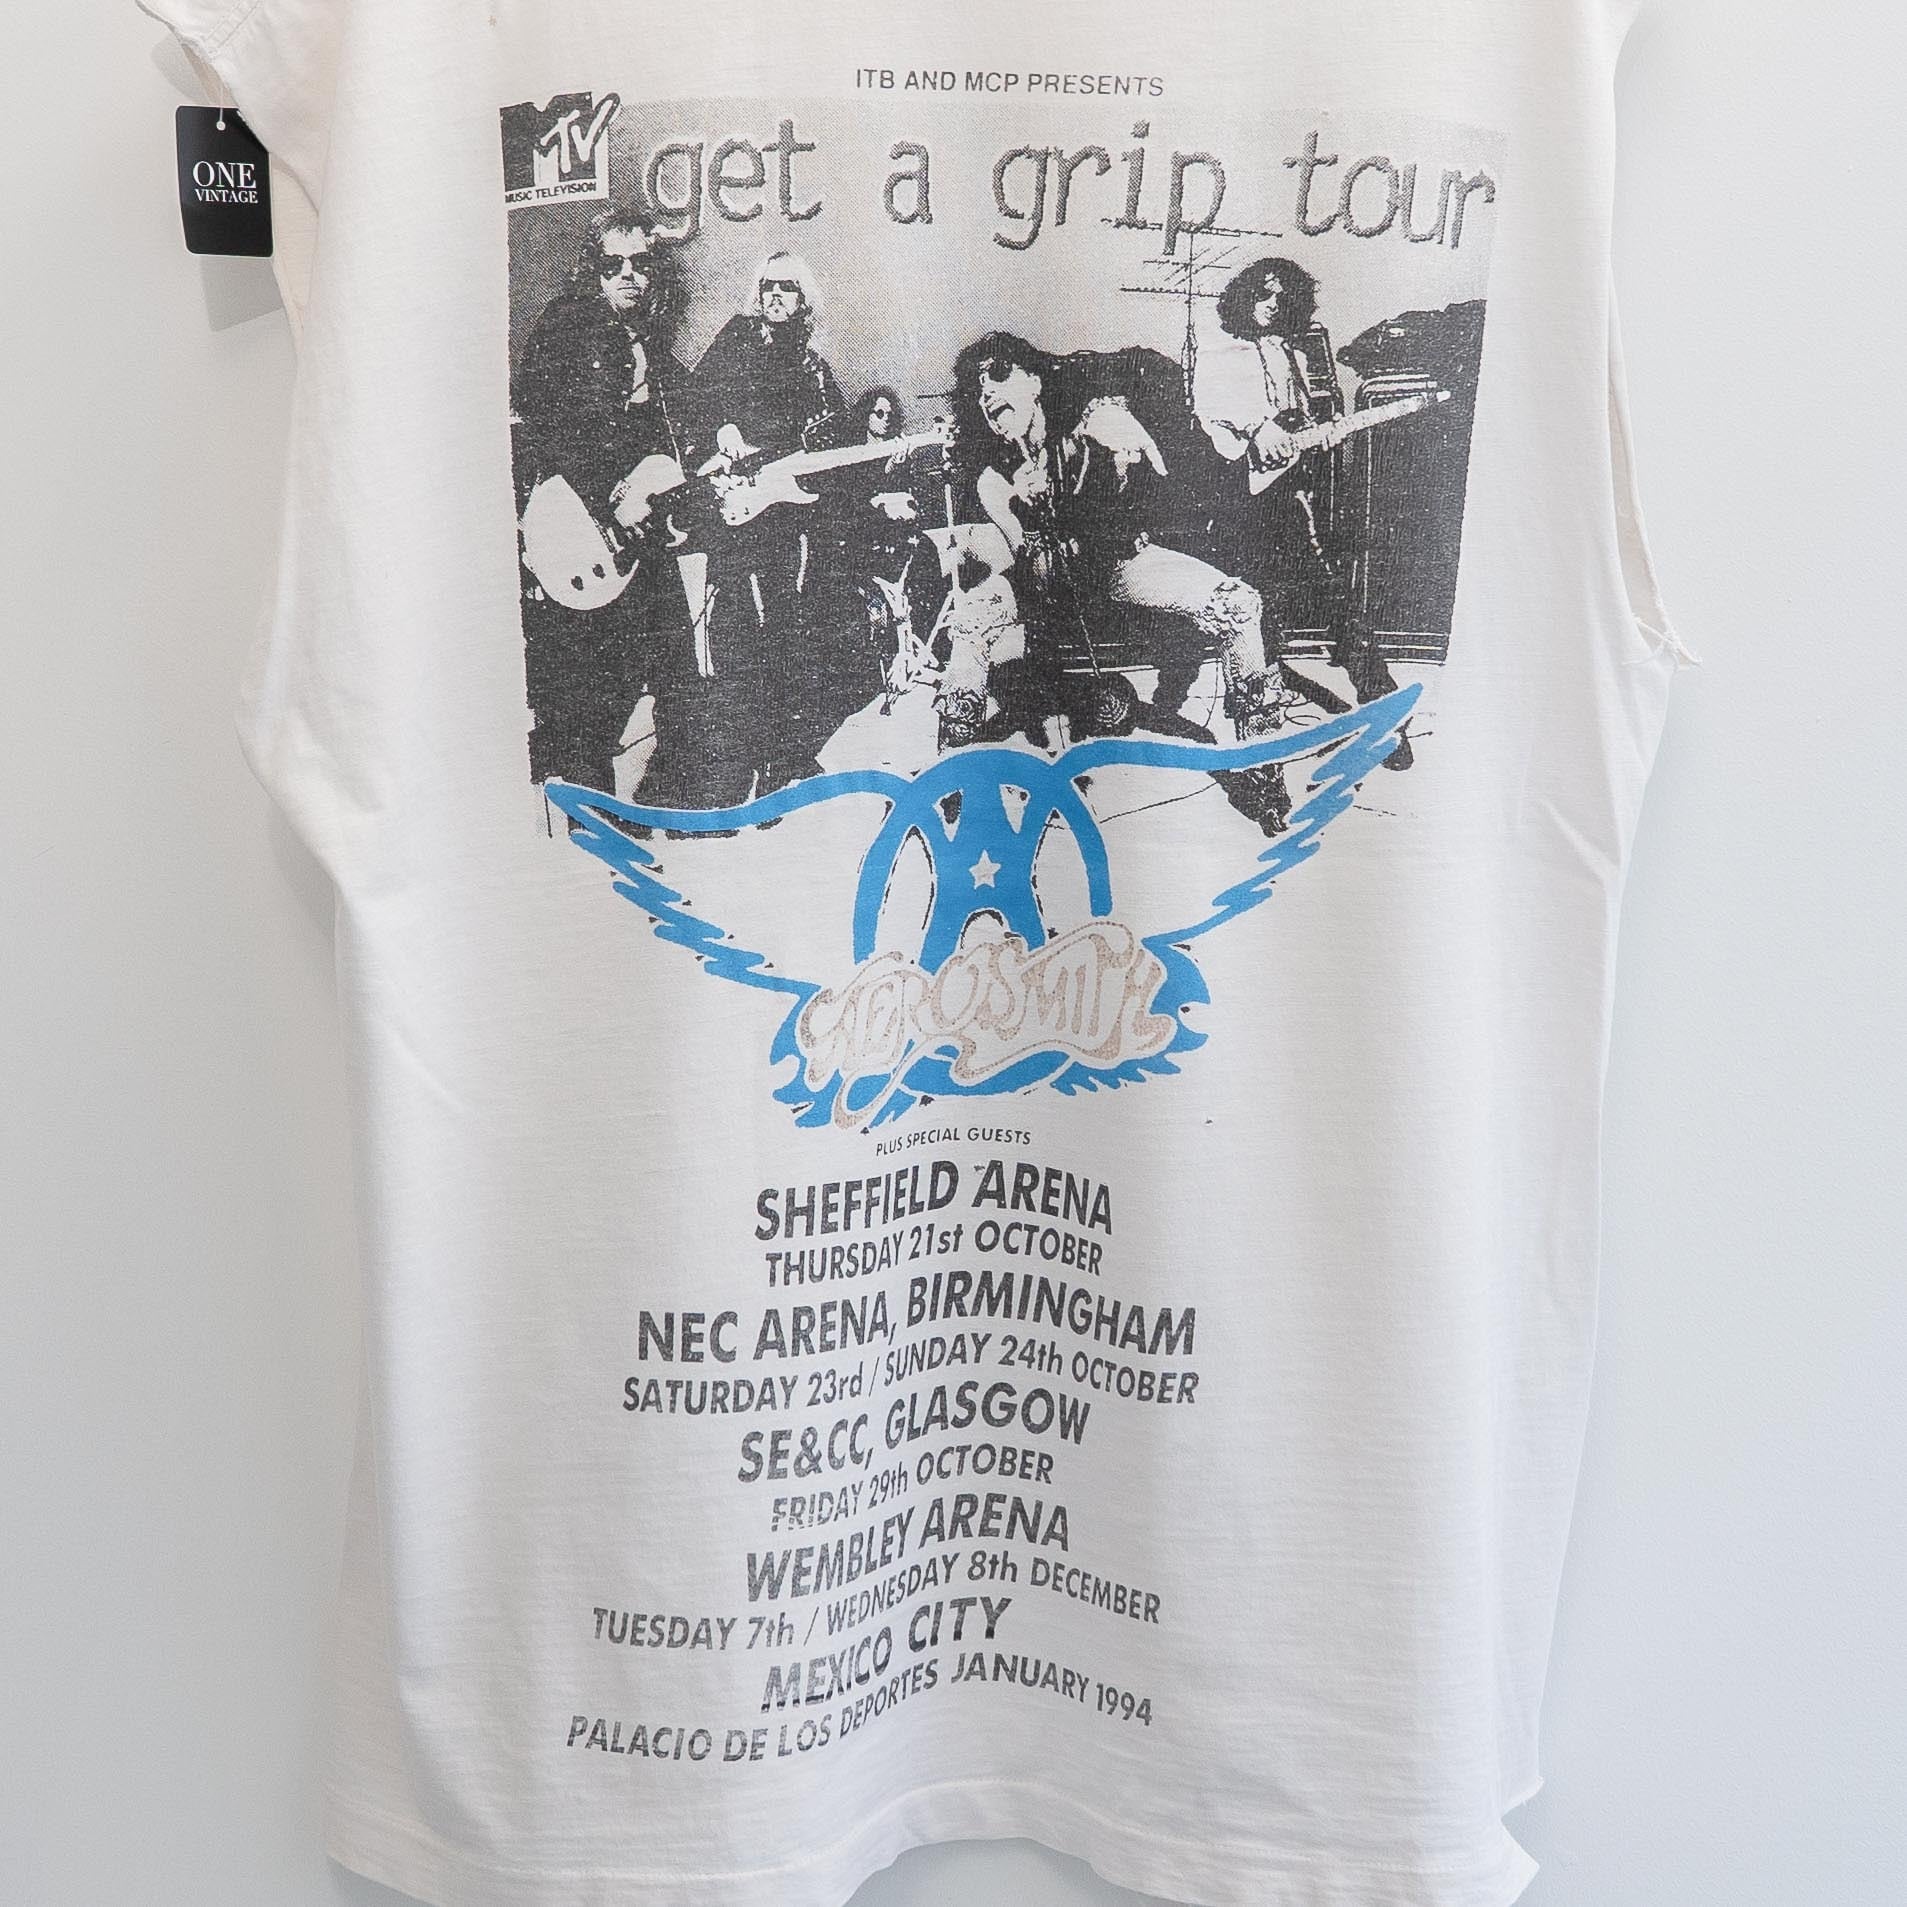 ITB AND MCP PRESENTS
MTV
MUSIC TELEVISION
get a grip tour
ONE
VINTAGE
AEROSMITH
PLUS SPECIAL GUESTS
SHEFFIELD ARENA
THURSDAY 21st OCTOBER
NEC ARENA, BIRMINGHAM
SATURDAY 23rd / SUNDAY 24th OCTOBER
SE&CC, GLASGOW
FRIDAY 29th OCTOBER
WEMBLEY ARENA
TUESDAY 7th / WEDNESDAY 8th DECEMBER
MEXICO CITY
PALACIO DE LOS DEPORTES JANUARY 1994